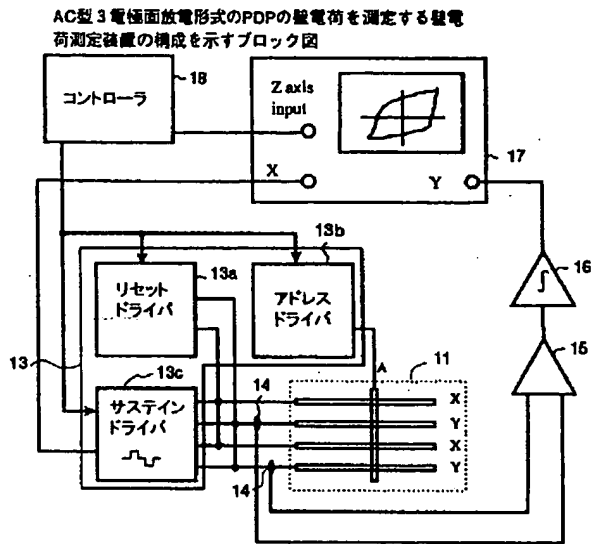 AC型3電極面放電形式のPDPの壁電荷を測定する壁電
荷測定装置の構成を示すブロック図
18
コントローラ
Z axis
input
X
Y
17
13b
13a
リセット
ドライバ
アドレス
ドライバ
16
∫
15
13
13c
サステイン
ドライバ
A
11
14
X
Y
X
Y
14